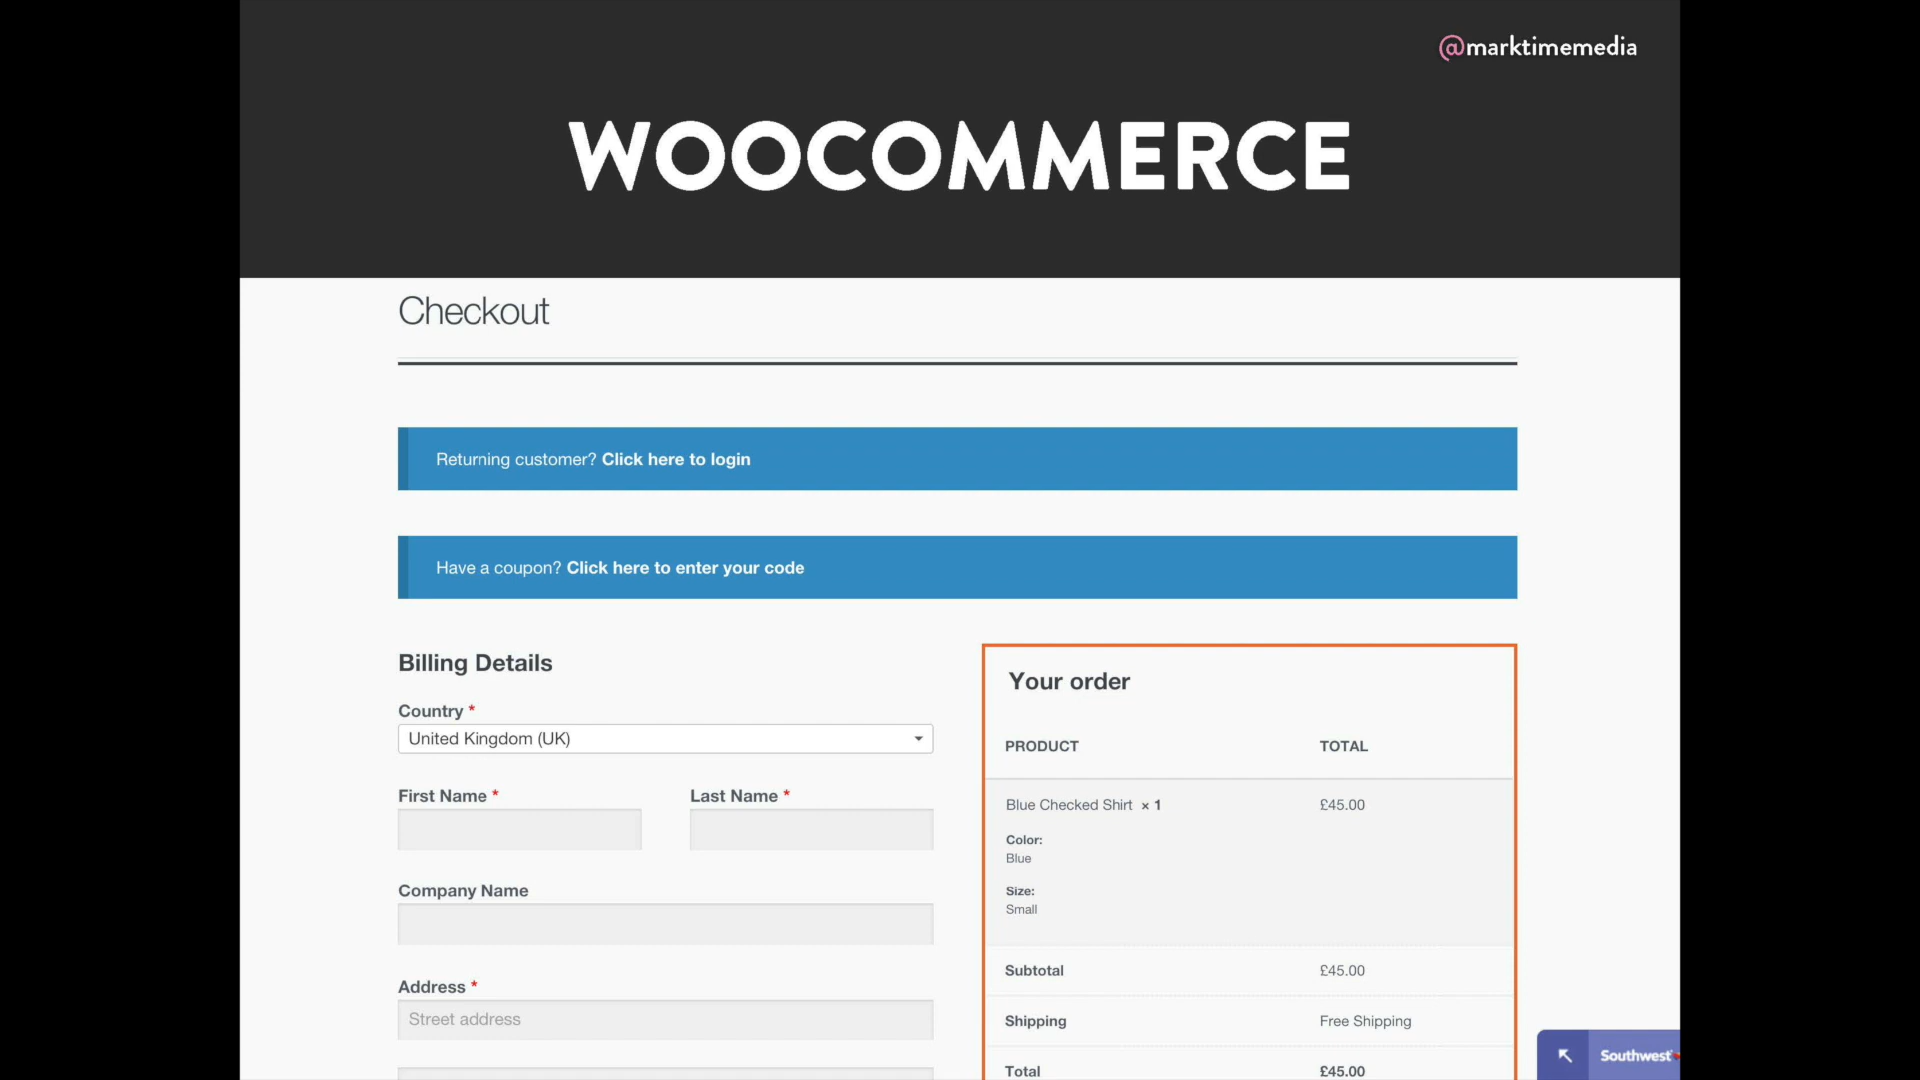 @marktimemedia
WOOCOMMERCE
Checkout
Returning customer? Click here to login
Have a coupon? Click here to enter your code
Billing Details
Country *
United Kingdom (UK)
First Name *
Last Name *
Company Name
Address *
Street address
Your order
PRODUCT TOTAL
Blue Checked Shirt × 1 £45.00
Color:
Blue
Size:
Small
Subtotal £45.00
Shipping Free Shipping
Total £45.00
Southwest